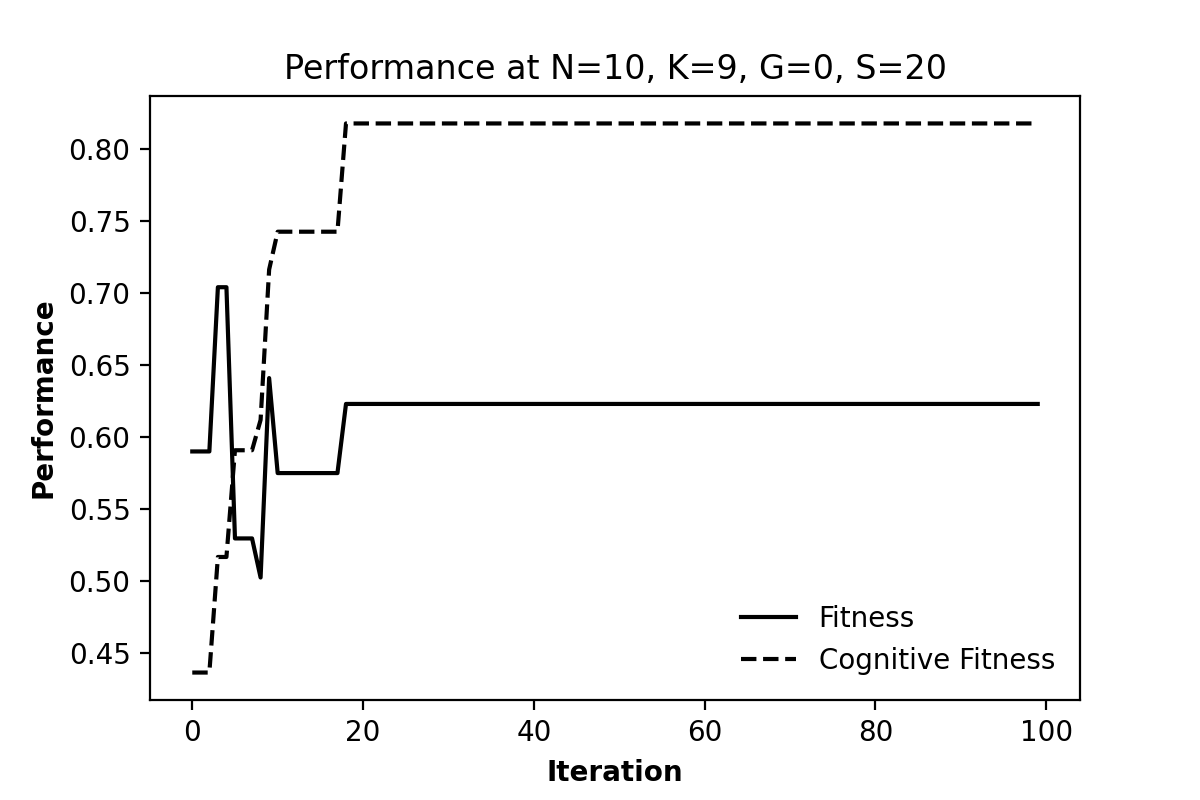 Performance at N=10, K=9, G=0, S=20
Performance
0.80
0.75
0.70
0.65
0.60
0.55
0.50
0.45
Fitness
Cognitive Fitness
0
20
40
60
80
100
Iteration